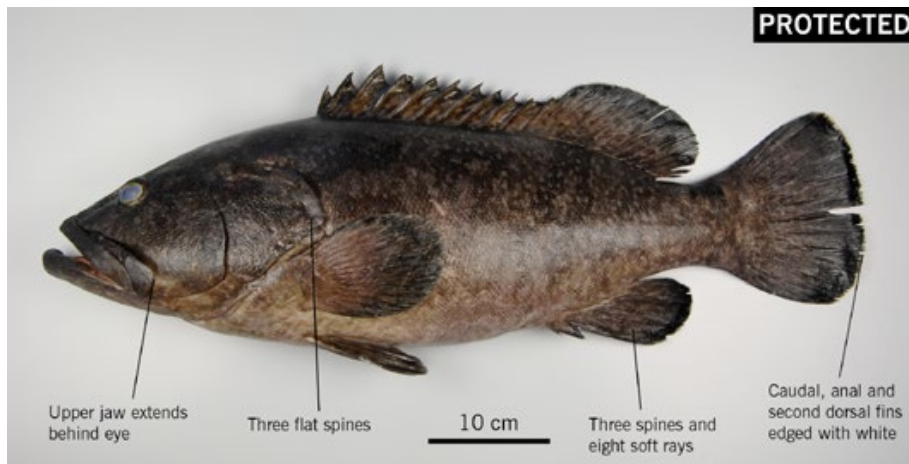 PROTECTED
Upper jaw extends
behind eye
Three flat spines
10 cm
Three spines and
eight soft rays
Caudal, anal and
second dorsal fins
edged with white